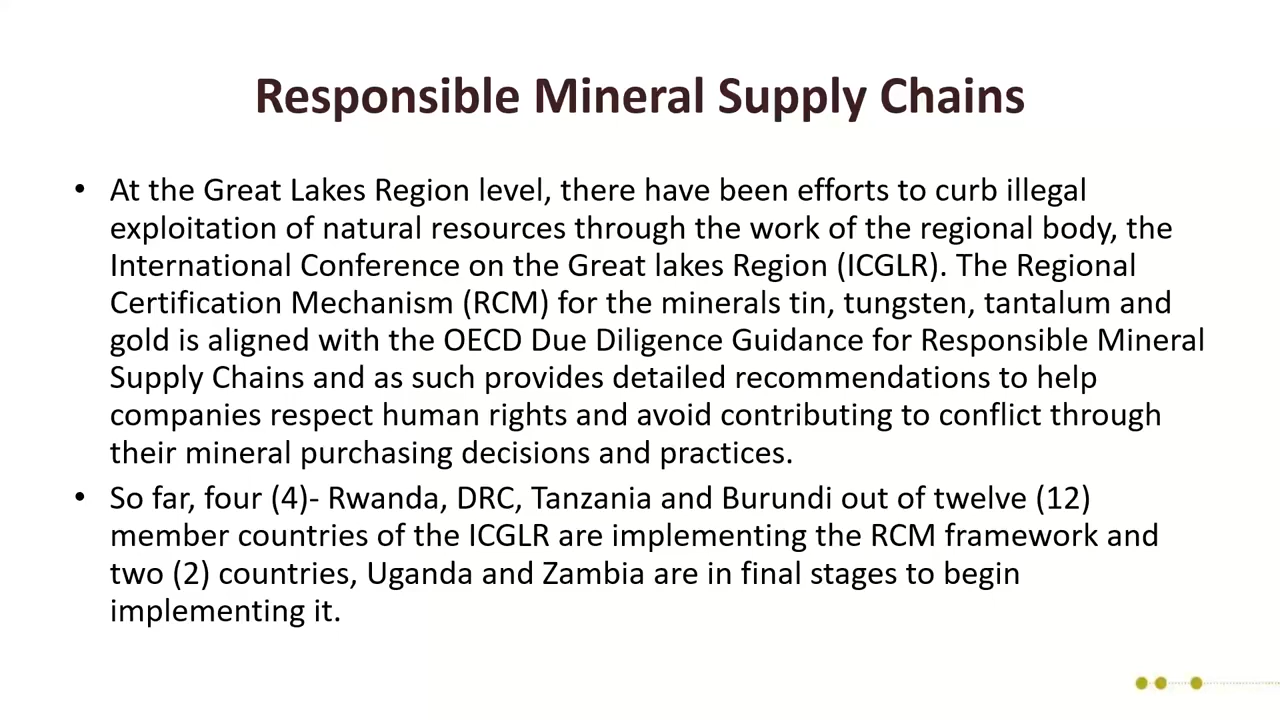 Responsible Mineral Supply Chains
• At the Great Lakes Region level, there have been efforts to curb illegal
exploitation of natural resources through the work of the regional body, the
International Conference on the Great lakes Region (ICGLR). The Regional
Certification Mechanism (RCM) for the minerals tin, tungsten, tantalum and
gold is aligned with the OECD Due Diligence Guidance for Responsible Mineral
Supply Chains and as such provides detailed recommendations to help
companies respect human rights and avoid contributing to conflict through
their mineral purchasing decisions and practices.
• So far, four (4)- Rwanda, DRC, Tanzania and Burundi out of twelve (12)
member countries of the ICGLR are implementing the RCM framework and
two (2) countries, Uganda and Zambia are in final stages to begin
implementing it.